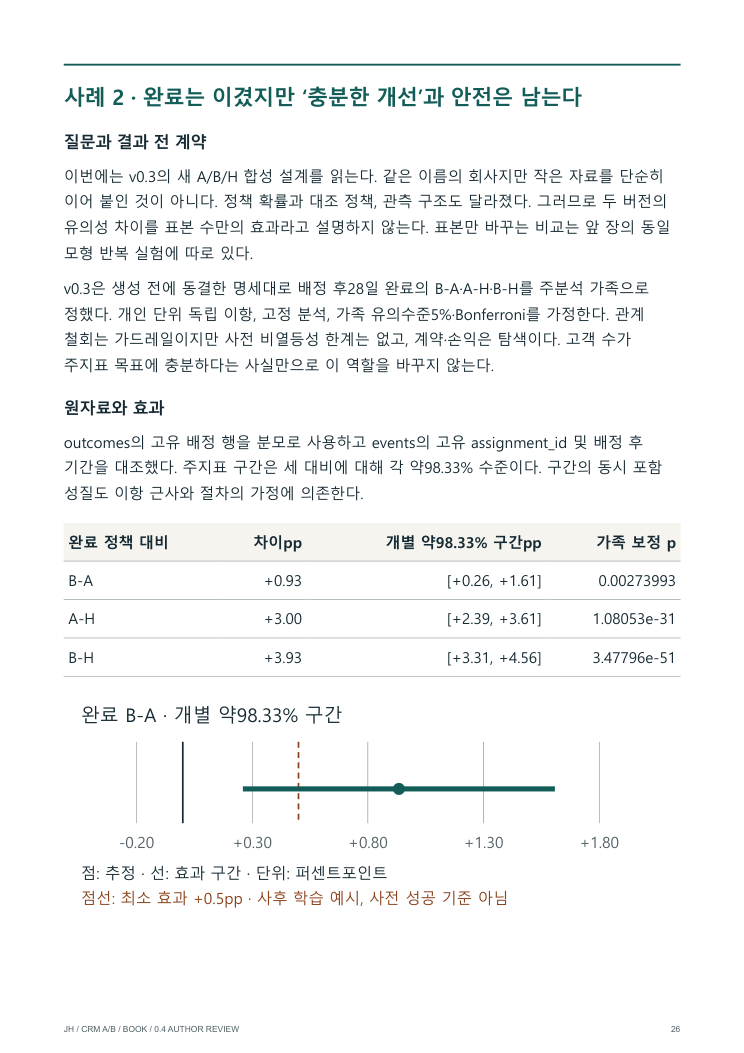 사례 2 · 완료는 이겼지만 ‘충분한 개선’과 안전은 남는다
질문과 결과 전 계약
이번에는 v0.3의 새 A/B/H 합성 설계를 읽는다. 같은 이름의 회사지만 작은 자료를 단순히
이어 붙인 것이 아니다. 정책 확률과 대조 정책, 관측 구조도 달라졌다. 그러므로 두 버전의
유의성 차이를 표본 수만의 효과라고 설명하지 않는다. 표본만 바꾸는 비교는 앞 장의 동일
모형 반복 실험에 따로 있다.
v0.3은 생성 전에 동결한 명세대로 배정 후28일 완료의 B-A·A-H·B-H를 주분석 가족으로
정했다. 개인 단위 독립 이항, 고정 분석, 가족 유의수준5%·Bonferroni를 가정한다. 관계
철회는 가드레일이지만 사전 비열등성 한계는 없고, 계약·손익은 탐색이다. 고객 수가
주지표 목표에 충분하다는 사실만으로 이 역할을 바꾸지 않는다.
원자료와 효과
outcomes의 고유 배정 행을 분모로 사용하고 events의 고유 assignment_id 및 배정 후
기간을 대조했다. 주지표 구간은 세 대비에 대해 각 약98.33% 수준이다. 구간의 동시 포함
성질도 이항 근사와 절차의 가정에 의존한다.
완료 정책 대비 차이pp 개별 약98.33% 구간pp 가족 보정 p
B-A +0.93 [+0.26, +1.61] 0.00273993
A-H +3.00 [+2.39, +3.61] 1.08053e-31
B-H +3.93 [+3.31, +4.56] 3.47796e-51
완료 B-A · 개별 약98.33% 구간
-0.20 +0.30 +0.80 +1.30 +1.80
점: 추정 · 선: 효과 구간 · 단위: 퍼센트포인트
점선: 최소 효과 +0.5pp · 사후 학습 예시, 사전 성공 기준 아님
JH / CRM A/B / BOOK / 0.4 AUTHOR REVIEW 26